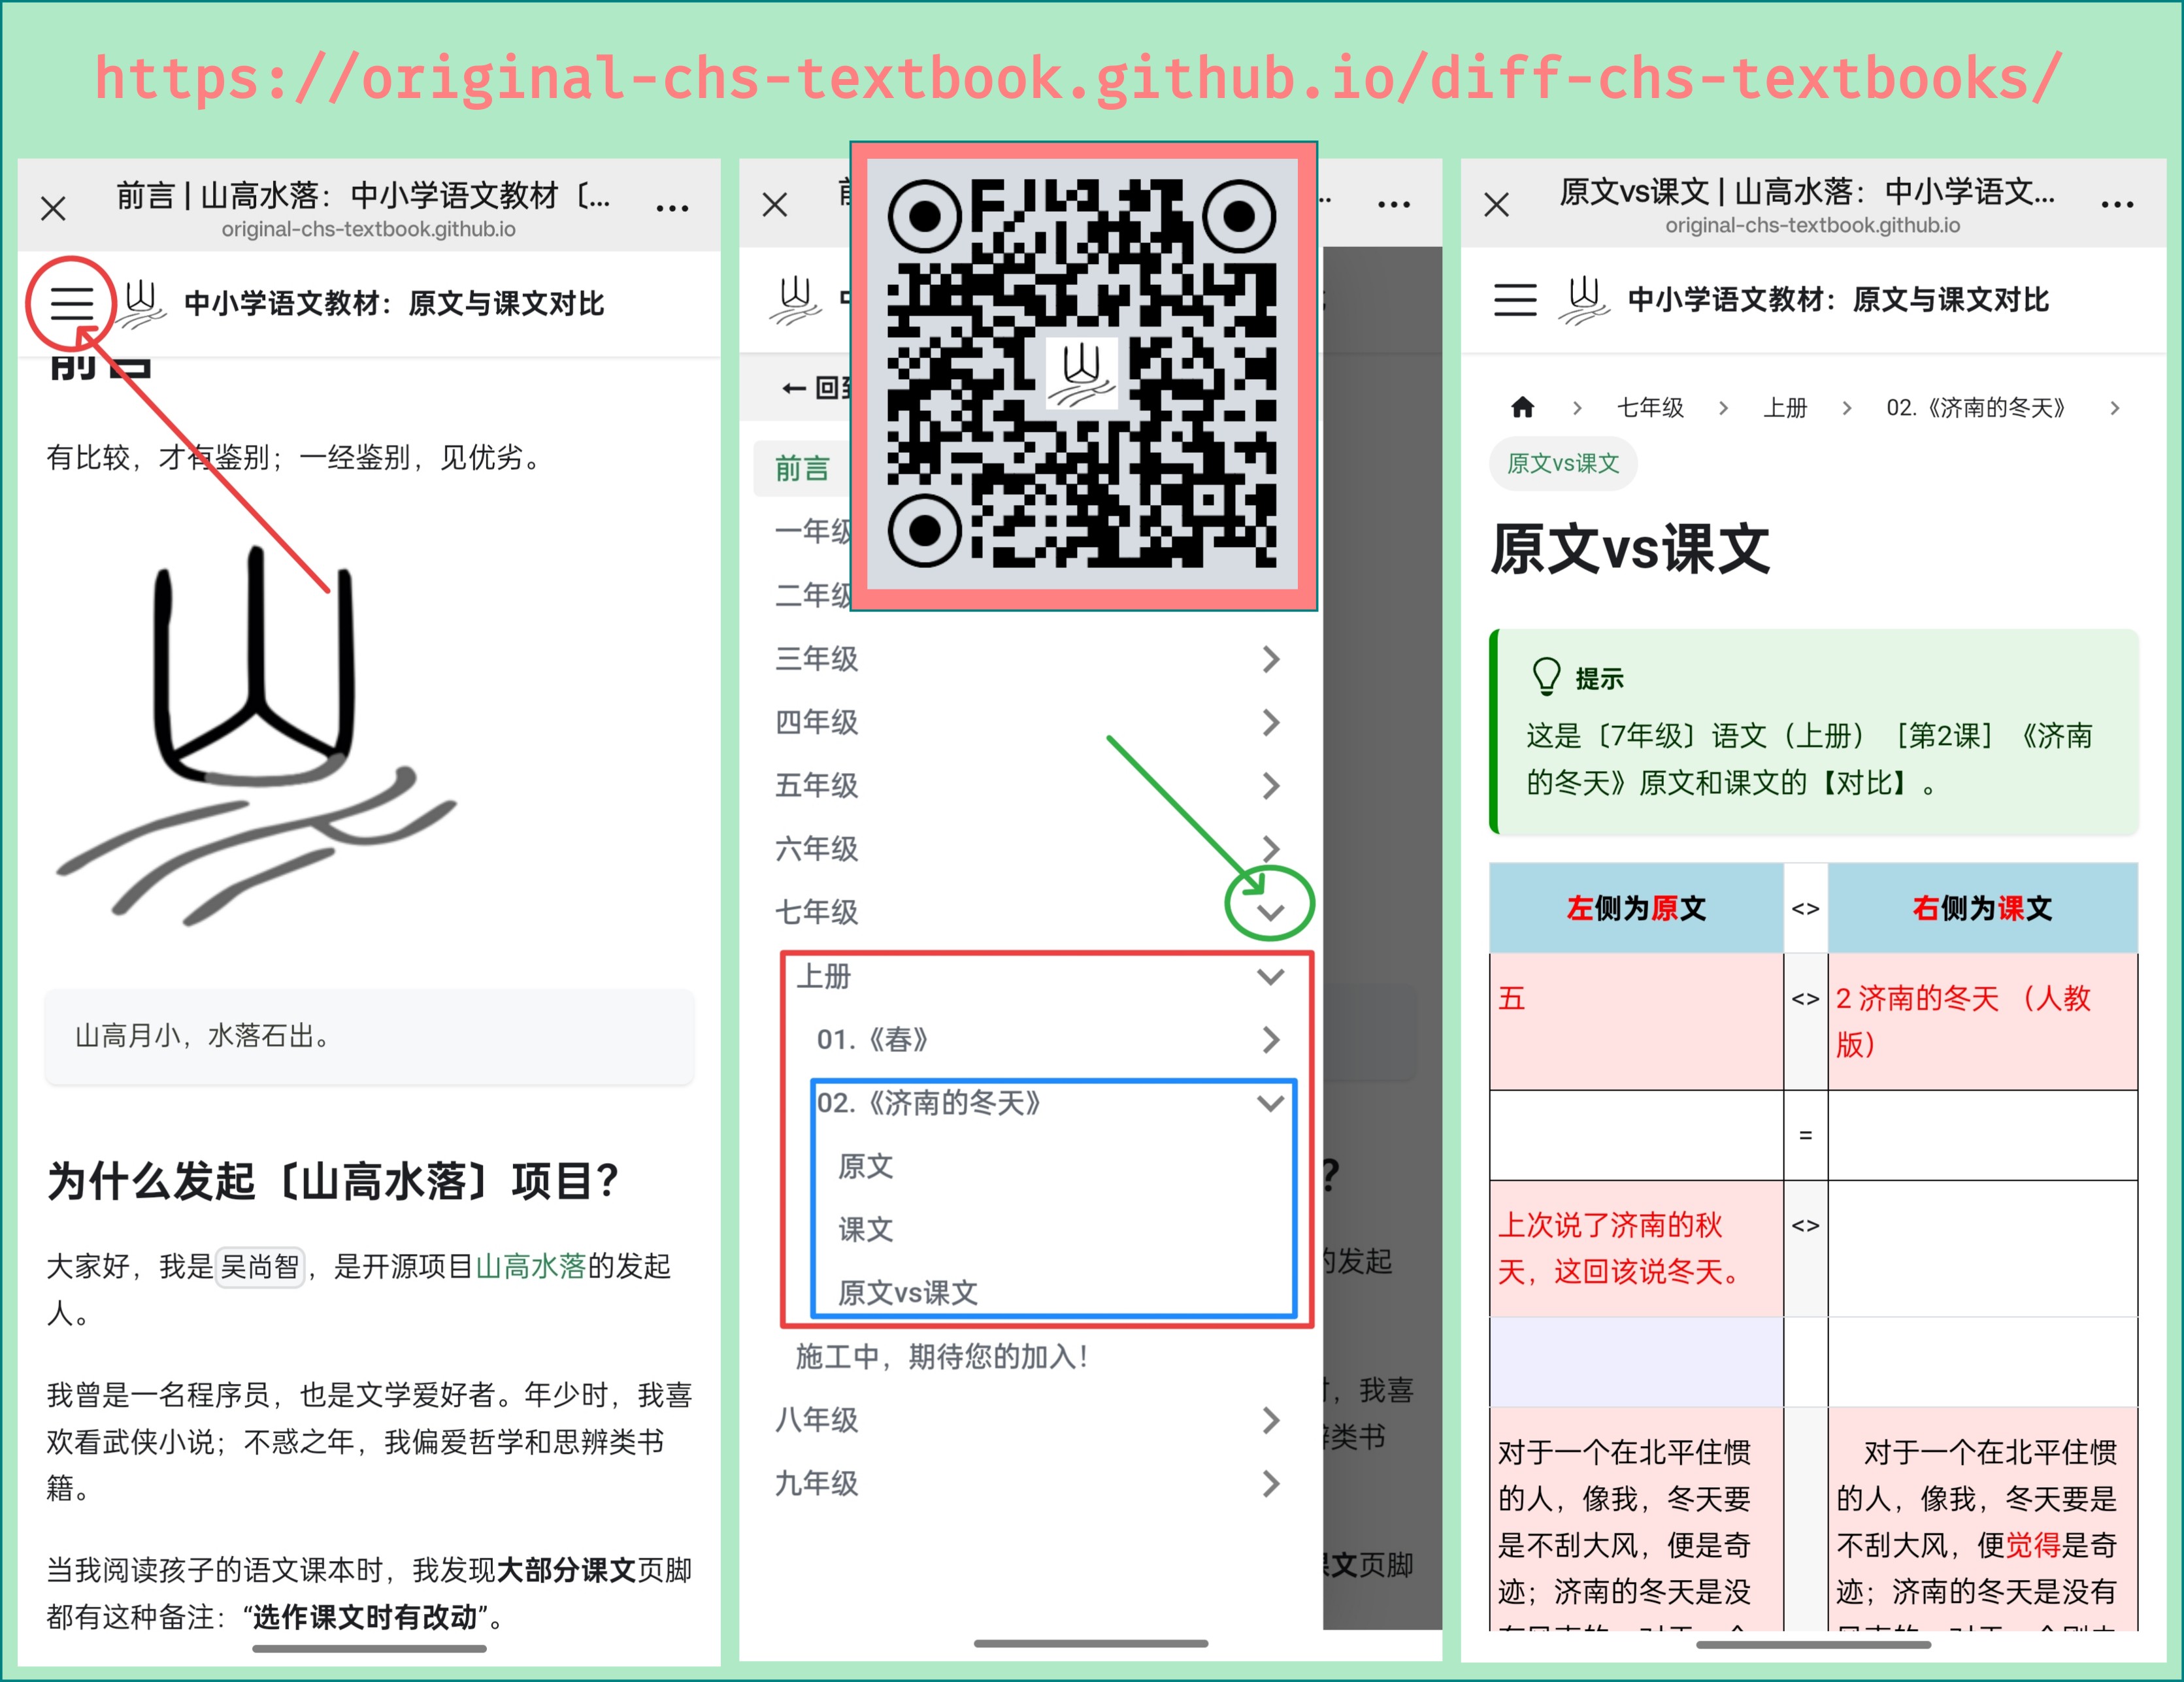 https://original-chs-textbook.github.io/diff-chs-textbooks/
前言 | 山高水落：中小学语文教材〔...
original-chs-textbook.github.io
中小学语文教材：原文与课文对比
前言
有比较，才有鉴别；一经鉴别，见优劣。
山高月小，水落石出。
为什么发起〔山高水落〕项目？
大家好，我是吴尚智，是开源项目山高水落的发起
人。
我曾是一名程序员，也是文学爱好者。年少时，我喜
欢看武侠小说；不惑之年，我偏爱哲学和思辨类书
籍。
当我阅读孩子的语文课本时，我发现大部分课文页脚
都有这种备注：“选作课文时有改动”。
← 回
前言
一年级
二年级
三年级
四年级
五年级
六年级
七年级
上册
01.《春》
02.《济南的冬天》
原文
课文
原文vs课文
施工中，期待您的加入！
八年级
九年级
？
的发起
，我喜
类书
文页脚
原文vs课文 | 山高水落：中小学语文...
original-chs-textbook.github.io
中小学语文教材：原文与课文对比
七年级 > 上册 > 02.《济南的冬天》 >
原文vs课文
原文vs课文
提示
这是〔7年级〕语文（上册）［第2课］《济南
的冬天》原文和课文的【对比】。
左侧为原文 <> 右侧为课文
五 <> 2 济南的冬天 （人教
版）
=
上次说了济南的秋 <>
天，这回该说冬天。
对于一个在北平住惯
的人，像我，冬天要
是不刮大风，便是奇
迹；济南的冬天是没
对于一个在北平住惯
的人，像我，冬天要是
不刮大风，便觉得是奇
迹；济南的冬天是没有